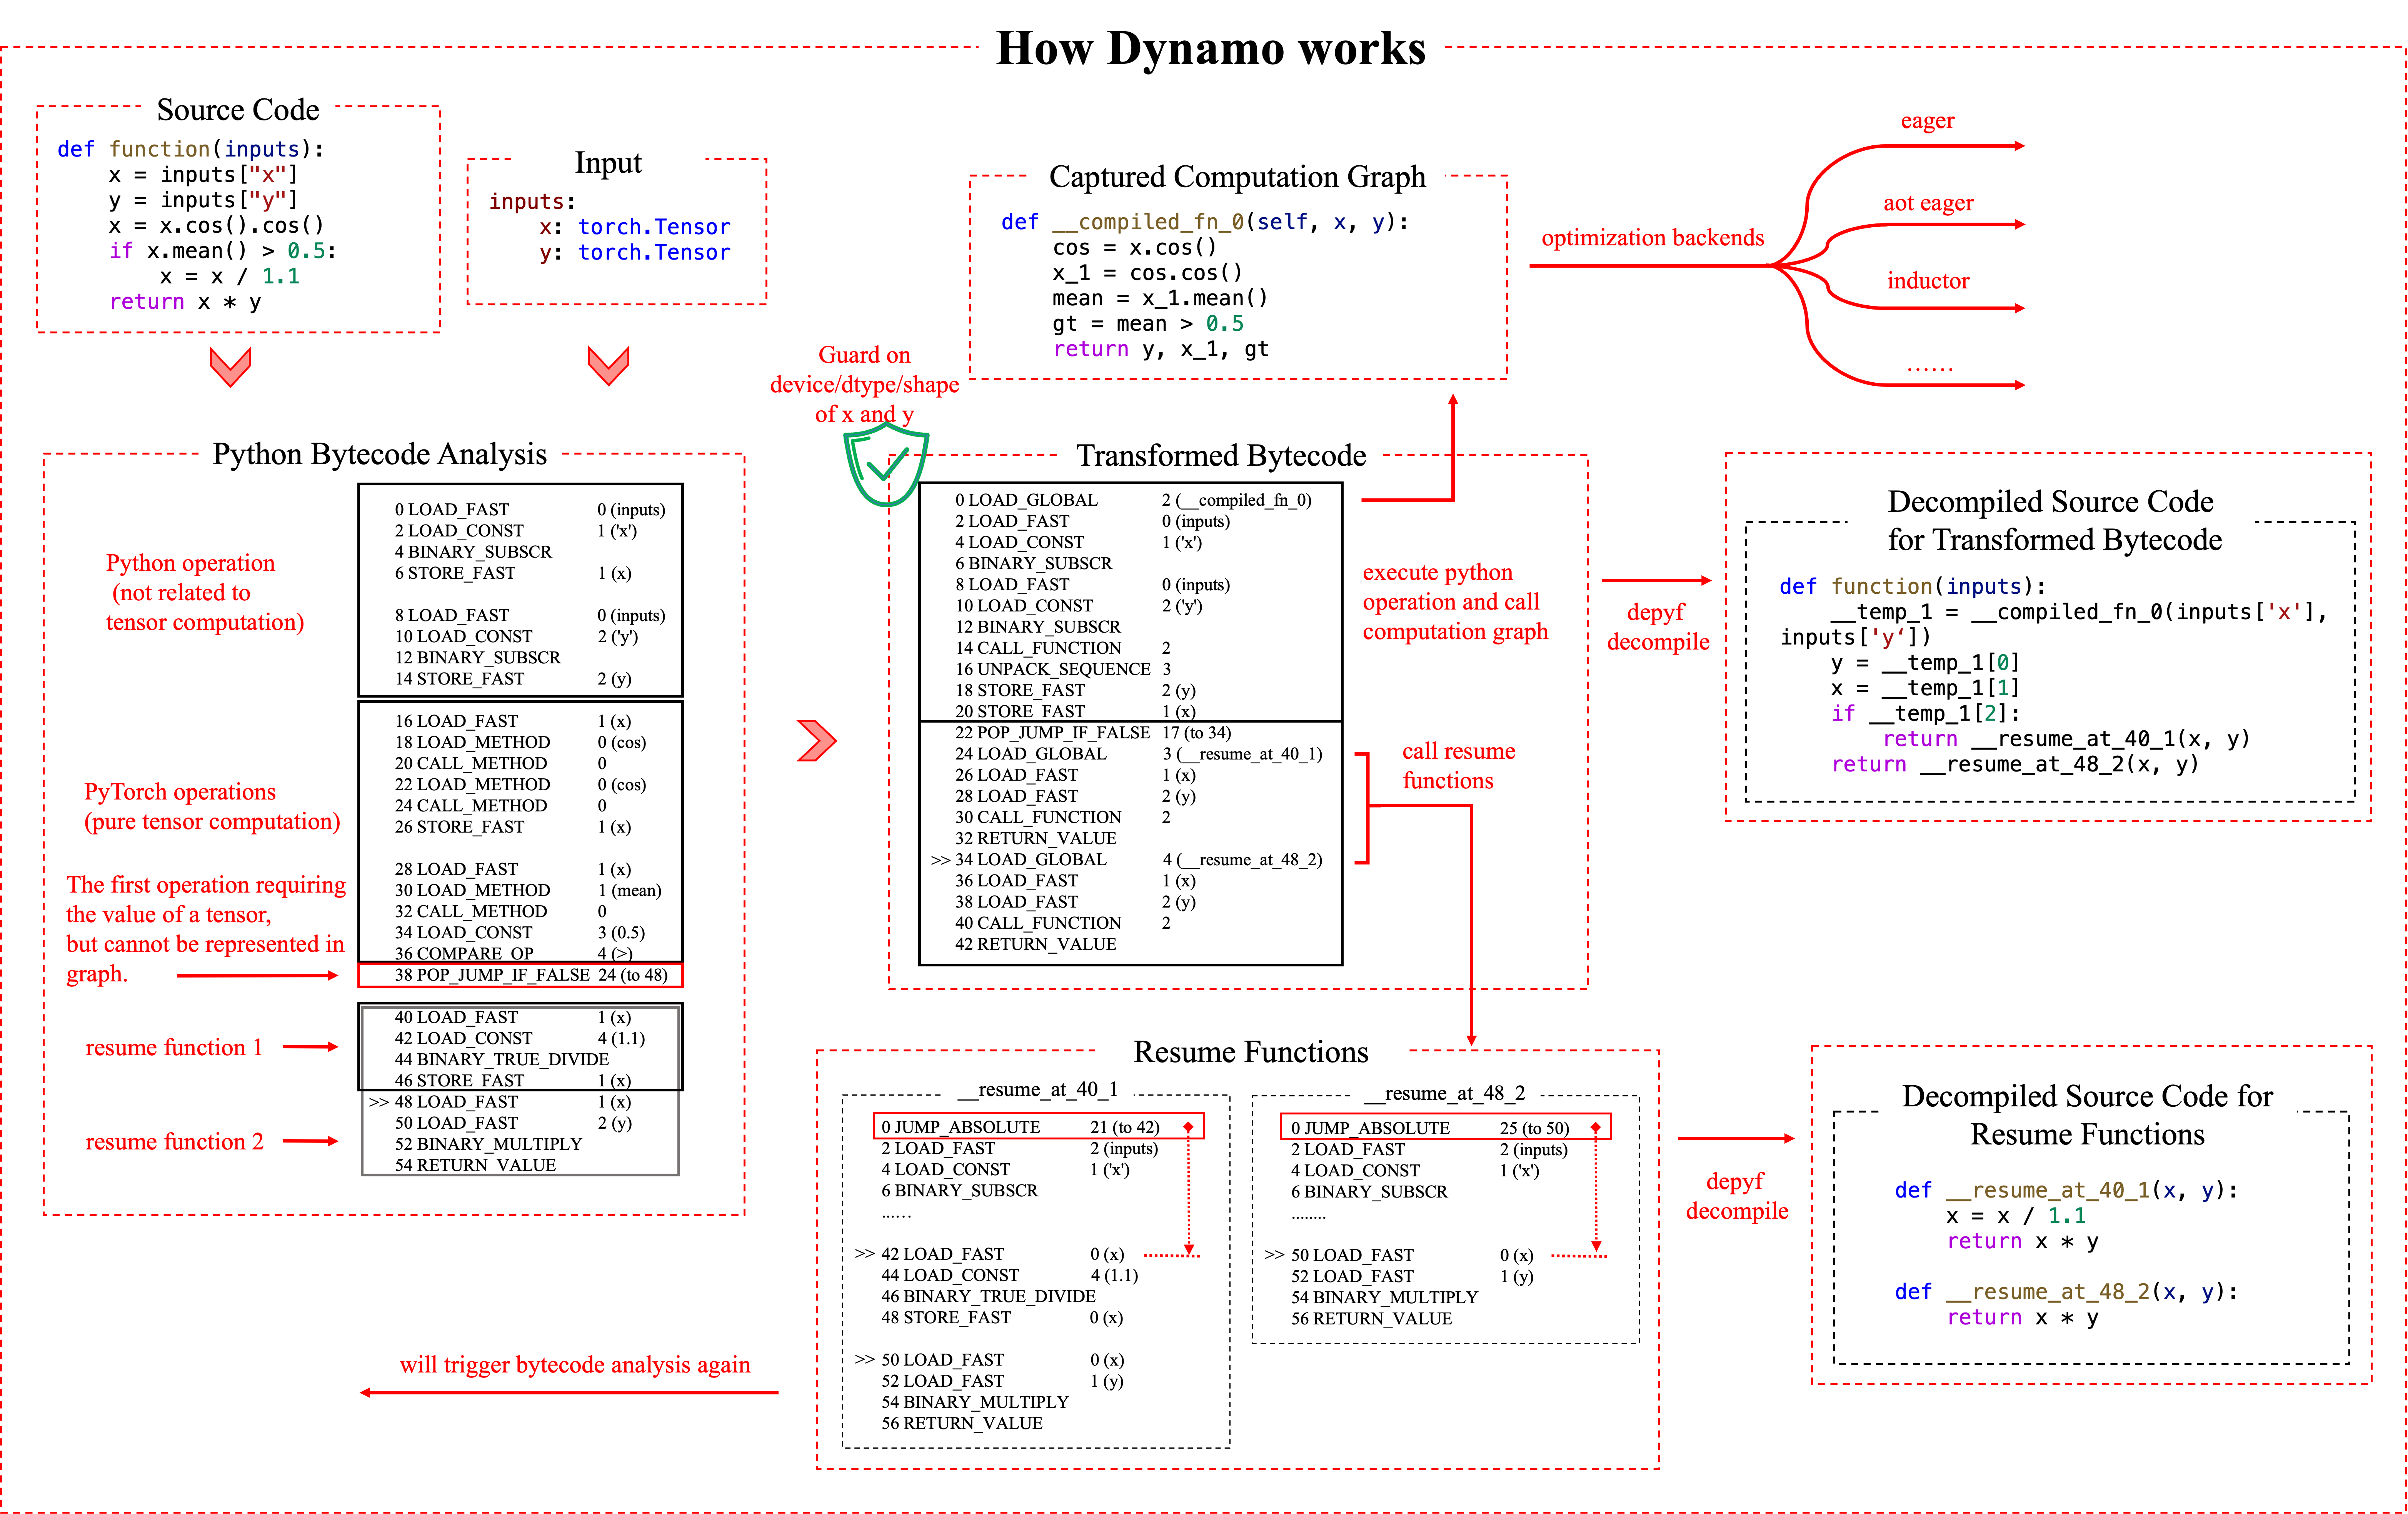 How Dynamo works
Source Code
def function(inputs):
    x = inputs["x"]
    y = inputs["y"]
    x = x.cos().cos()
    if x.mean() > 0.5:
        x = x / 1.1
    return x * y
Input
inputs:
    x: torch.Tensor
    y: torch.Tensor
Captured Computation Graph
def __compiled_fn_0(self, x, y):
    cos = x.cos()
    x_1 = cos.cos()
    mean = x_1.mean()
    gt = mean > 0.5
    return y, x_1, gt
optimization backends
eager
aot eager
inductor
......
Guard on
device/dtype/shape
of x and y
Python Bytecode Analysis
Python operation
(not related to
tensor computation)
0 LOAD_FAST 0 (inputs)
2 LOAD_CONST 1 ('x')
4 BINARY_SUBSCR
6 STORE_FAST 1 (x)
8 LOAD_FAST 0 (inputs)
10 LOAD_CONST 2 ('y')
12 BINARY_SUBSCR
14 STORE_FAST 2 (y)
PyTorch operations
(pure tensor computation)
16 LOAD_FAST 1 (x)
18 LOAD_METHOD 0 (cos)
20 CALL_METHOD 0
22 LOAD_METHOD 0 (cos)
24 CALL_METHOD 0
26 STORE_FAST 1 (x)
28 LOAD_FAST 1 (x)
30 LOAD_METHOD 1 (mean)
32 CALL_METHOD 0
34 LOAD_CONST 3 (0.5)
36 COMPARE_OP 4 (>)
The first operation requiring
the value of a tensor,
but cannot be represented in
graph.
38 POP_JUMP_IF_FALSE 24 (to 48)
resume function 1
40 LOAD_FAST 1 (x)
42 LOAD_CONST 4 (1.1)
44 BINARY_TRUE_DIVIDE
46 STORE_FAST 1 (x)
resume function 2
>> 48 LOAD_FAST 1 (x)
50 LOAD_FAST 2 (y)
52 BINARY_MULTIPLY
54 RETURN_VALUE
Transformed Bytecode
0 LOAD_GLOBAL 2 (__compiled_fn_0)
2 LOAD_FAST 0 (inputs)
4 LOAD_CONST 1 ('x')
6 BINARY_SUBSCR
8 LOAD_FAST 0 (inputs)
10 LOAD_CONST 2 ('y')
12 BINARY_SUBSCR
14 CALL_FUNCTION 2
16 UNPACK_SEQUENCE 3
18 STORE_FAST 2 (y)
20 STORE_FAST 1 (x)
22 POP_JUMP_IF_FALSE 17 (to 34)
24 LOAD_GLOBAL 3 (__resume_at_40_1)
26 LOAD_FAST 1 (x)
28 LOAD_FAST 2 (y)
30 CALL_FUNCTION 2
32 RETURN_VALUE
>> 34 LOAD_GLOBAL 4 (__resume_at_48_2)
36 LOAD_FAST 1 (x)
38 LOAD_FAST 2 (y)
40 CALL_FUNCTION 2
42 RETURN_VALUE
execute python
operation and call
computation graph
call resume
functions
depyf
decompile
Decompiled Source Code
for Transformed Bytecode
def function(inputs):
    __temp_1 = __compiled_fn_0(inputs['x'],
inputs['y‘])
    y = __temp_1[0]
    x = __temp_1[1]
    if __temp_1[2]:
        return __resume_at_40_1(x, y)
    return __resume_at_48_2(x, y)
Resume Functions
__resume_at_40_1
0 JUMP_ABSOLUTE 21 (to 42)
2 LOAD_FAST 2 (inputs)
4 LOAD_CONST 1 ('x')
6 BINARY_SUBSCR
......
>> 42 LOAD_FAST 0 (x)
44 LOAD_CONST 4 (1.1)
46 BINARY_TRUE_DIVIDE
48 STORE_FAST 0 (x)
>> 50 LOAD_FAST 0 (x)
52 LOAD_FAST 1 (y)
54 BINARY_MULTIPLY
56 RETURN_VALUE
__resume_at_48_2
0 JUMP_ABSOLUTE 25 (to 50)
2 LOAD_FAST 2 (inputs)
4 LOAD_CONST 1 ('x')
6 BINARY_SUBSCR
........
>> 50 LOAD_FAST 0 (x)
52 LOAD_FAST 1 (y)
54 BINARY_MULTIPLY
56 RETURN_VALUE
will trigger bytecode analysis again
depyf
decompile
Decompiled Source Code for
Resume Functions
def __resume_at_40_1(x, y):
    x = x / 1.1
    return x * y
def __resume_at_48_2(x, y):
    return x * y